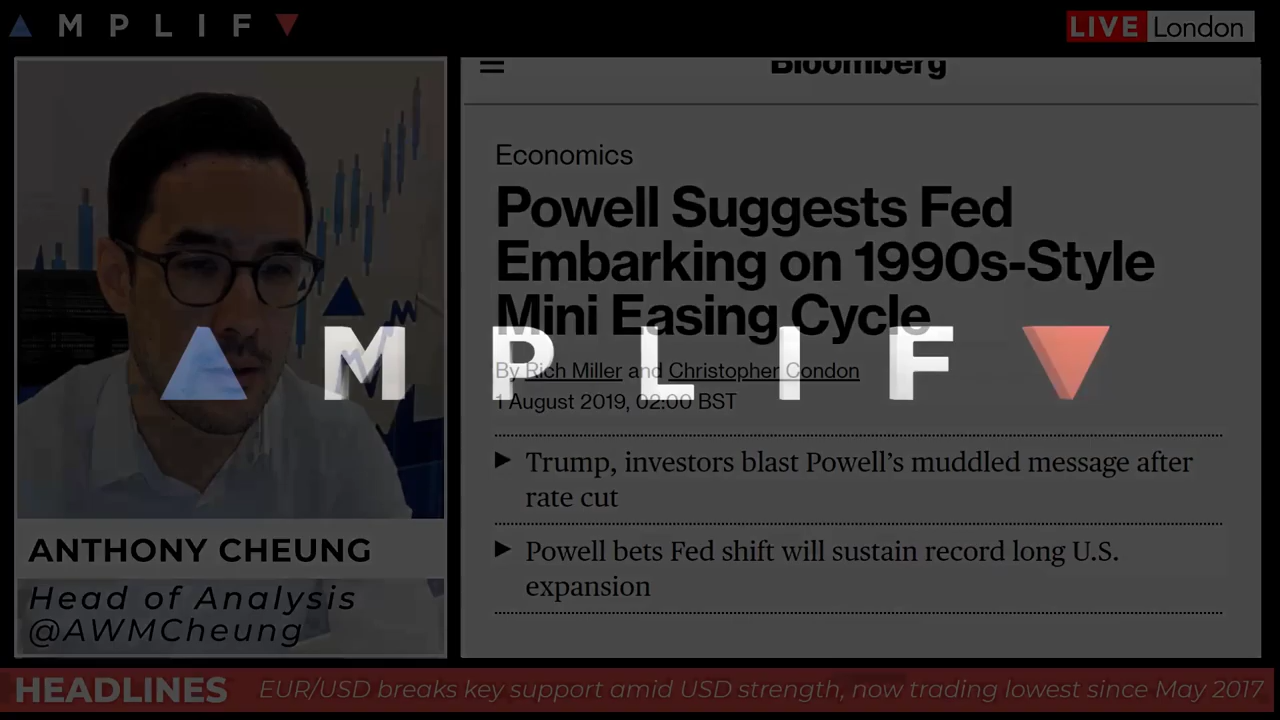 AMPLIFY
LIVE London
Bloomberg
Economics
Powell Suggests Fed
Embarking on 1990s-Style
Mini Easing Cycle
AMPLIFY
By Rich Miller and Christopher Condon
1 August 2019, 02:00 BST
Trump, investors blast Powell's muddled message after
rate cut
Powell bets Fed shift will sustain record long U.S.
expansion
ANTHONY CHEUNG
Head of Analysis
@AWMCheung
HEADLINES EUR/USD breaks key support amid USD strength, now trading lowest since May 2017